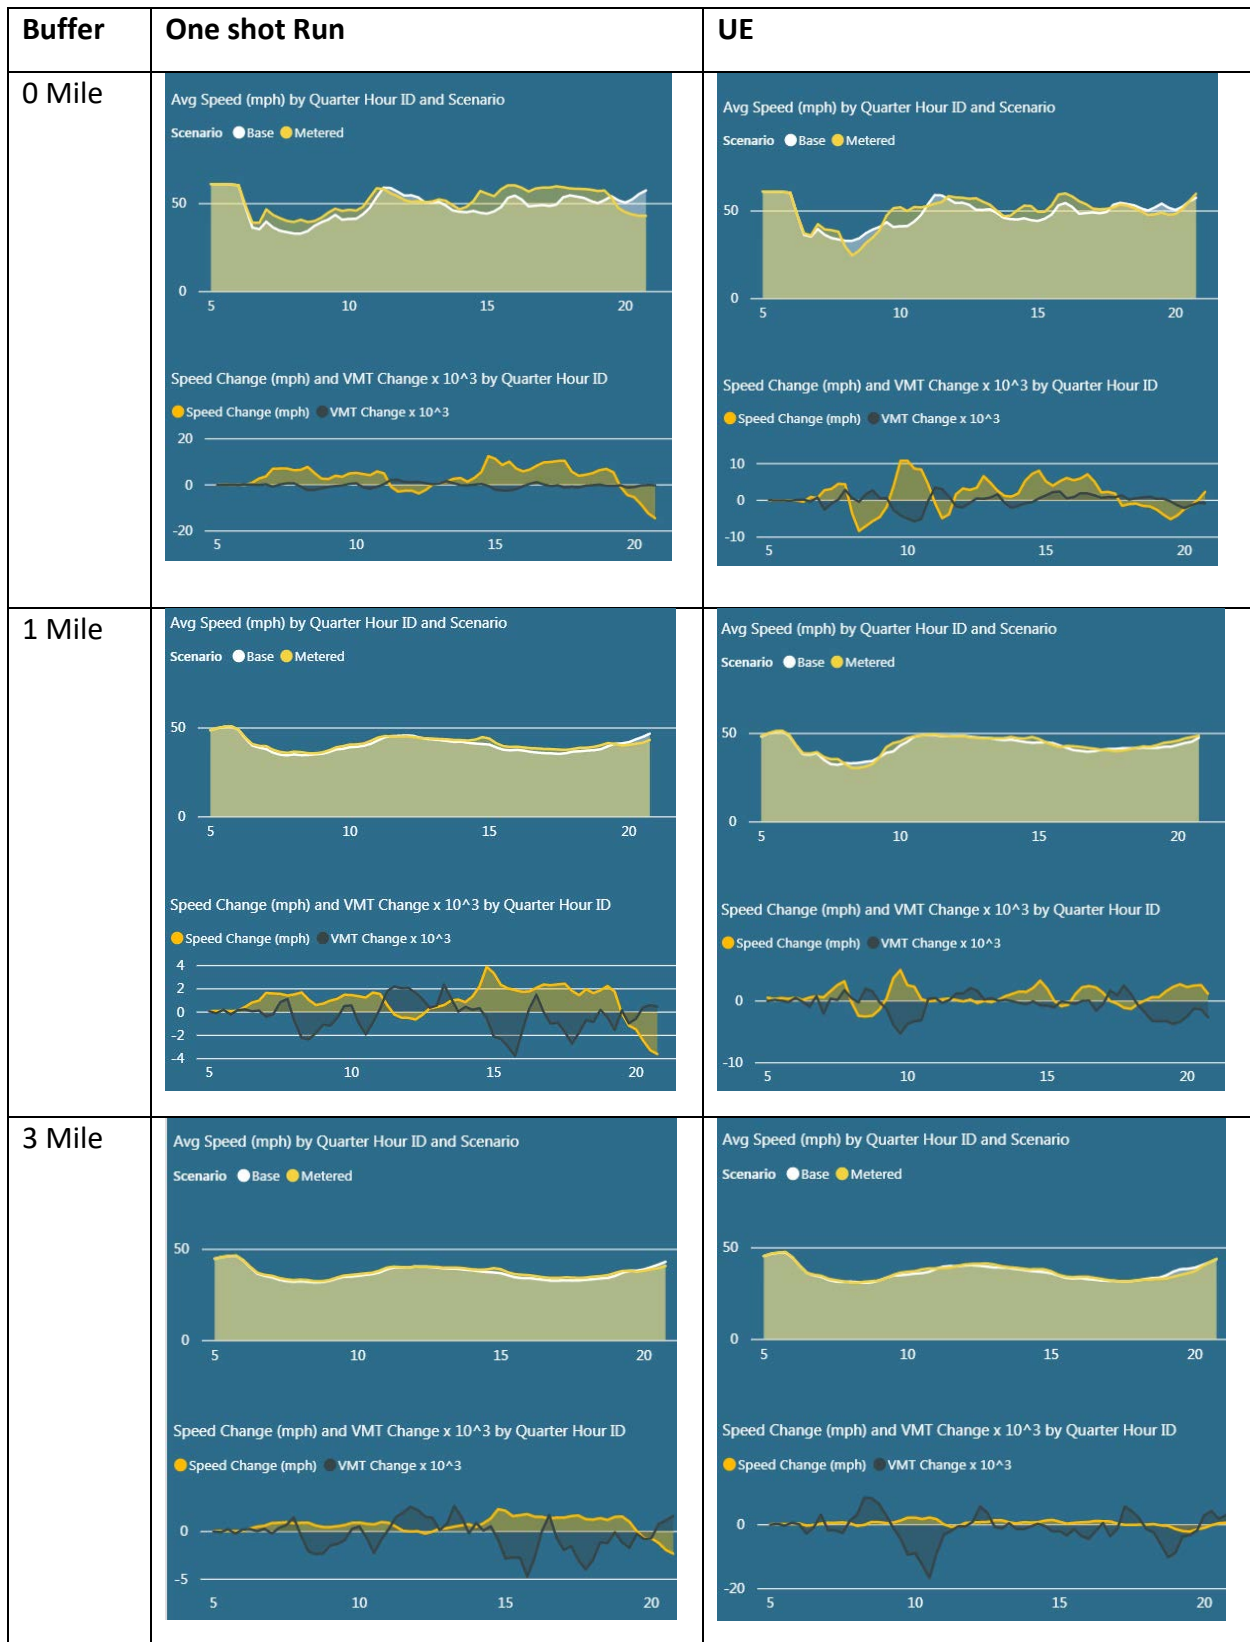 Buffer One shot Run UE
0 Mile
Avg Speed (mph) by Quarter Hour ID and Scenario
Scenario Base Metered
50
0
5 10 15 20
Speed Change (mph) and VMT Change x 10^3 by Quarter Hour ID
Speed Change (mph) VMT Change x 10^3
20
0
-20
5 10 15 20
Avg Speed (mph) by Quarter Hour ID and Scenario
Scenario Base Metered
50
0
5 10 15 20
Speed Change (mph) and VMT Change x 10^3 by Quarter Hour ID
Speed Change (mph) VMT Change x 10^3
10
0
-10
5 10 15 20
1 Mile
Avg Speed (mph) by Quarter Hour ID and Scenario
Scenario Base Metered
50
0
5 10 15 20
Speed Change (mph) and VMT Change x 10^3 by Quarter Hour ID
Speed Change (mph) VMT Change x 10^3
4
2
0
-2
-4
5 10 15 20
Avg Speed (mph) by Quarter Hour ID and Scenario
Scenario Base Metered
50
0
5 10 15 20
Speed Change (mph) and VMT Change x 10^3 by Quarter Hour ID
Speed Change (mph) VMT Change x 10^3
0
-10
5 10 15 20
3 Mile
Avg Speed (mph) by Quarter Hour ID and Scenario
Scenario Base Metered
50
0
5 10 15 20
Speed Change (mph) and VMT Change x 10^3 by Quarter Hour ID
Speed Change (mph) VMT Change x 10^3
0
-5
5 10 15 20
Avg Speed (mph) by Quarter Hour ID and Scenario
Scenario Base Metered
50
0
5 10 15 20
Speed Change (mph) and VMT Change x 10^3 by Quarter Hour ID
Speed Change (mph) VMT Change x 10^3
0
-20
5 10 15 20